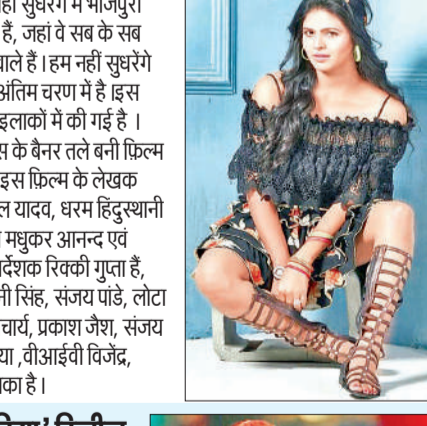 सुधरेंगे में भोजपुरी
हैं, जहां वे सब के सब
वाले हैं । हम नहीं सुधरेंगे
अंतिम चरण में है ।इस
इलाकों में की गई है ।
के बैनर तले बनी फ़िल्म
इस फ़िल्म के लेखक
यादव, धरम हिंदुस्थानी
मधुकर आनन्द एवं
रिक्की गुप्ता हैं,
सिंह, संजय पांडे, लोटा
प्रकाश जैश, संजय
,वीआईवी विजेंद्र,
है ।